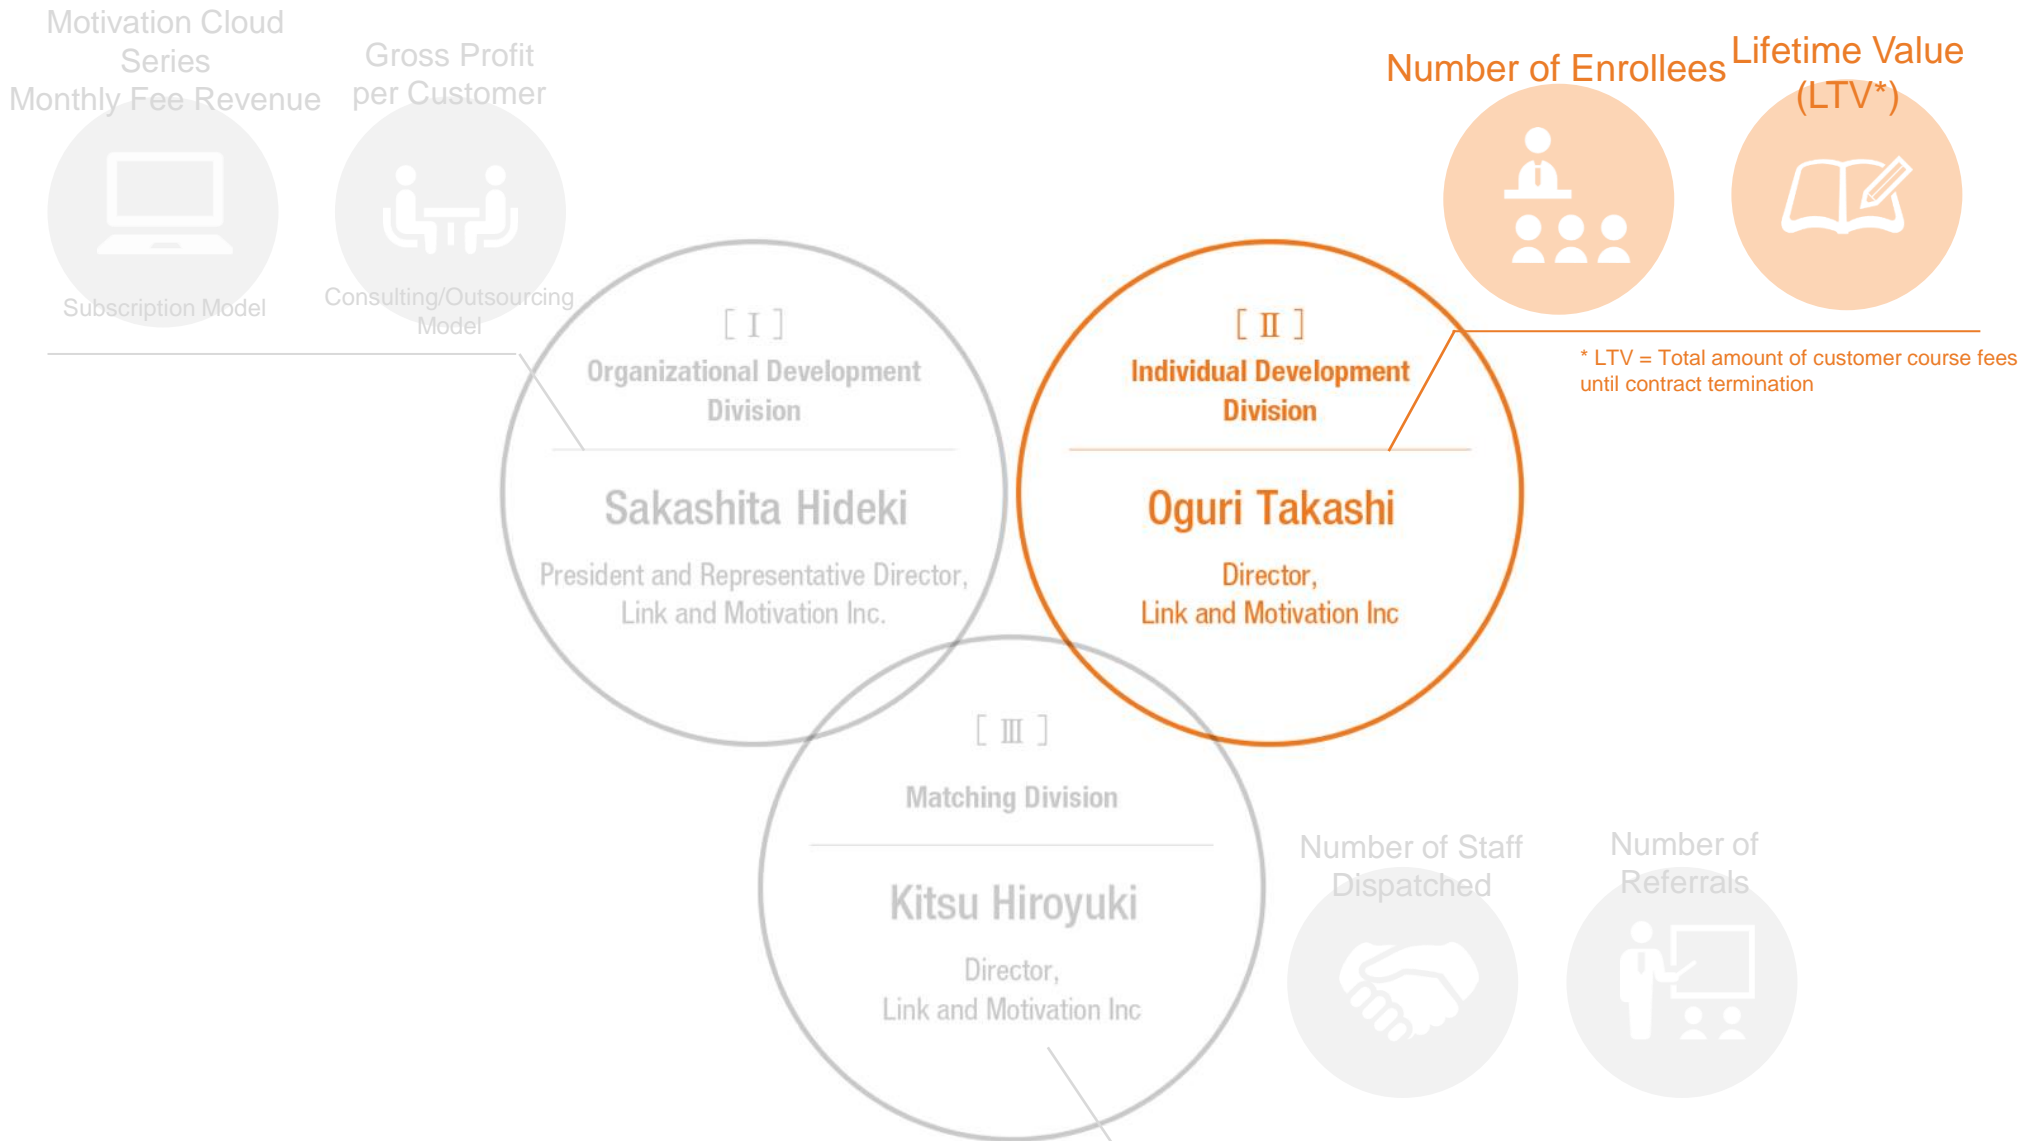 Motivation Cloud
Series
Monthly Fee Revenue
Gross Profit
per Customer
Subscription Model
Consulting/Outsourcing
Model
Number of Enrollees
Lifetime Value
(LTV*)
* LTV = Total amount of customer course fees
until contract termination
[ I ]
Organizational Development
Division
Sakashita Hideki
President and Representative Director,
Link and Motivation Inc.
[ II ]
Individual Development
Division
Oguri Takashi
Director,
Link and Motivation Inc
[ III ]
Matching Division
Kitsu Hiroyuki
Director,
Link and Motivation Inc
Number of Staff
Dispatched
Number of
Referrals